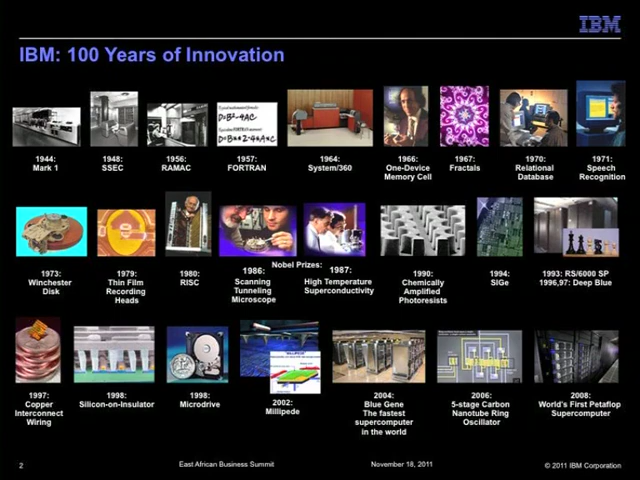 IBM
IBM: 100 Years of Innovation
D=B²-4AC
D=B**2-4*A*C
1944:
Mark 1
1948:
SSEC
1956:
RAMAC
1957:
FORTRAN
1964:
System/360
1966:
One-Device
Memory Cell
1967:
Fractals
1970:
Relational
Database
1971:
Speech
Recognition
Nobel Prizes:
1973:
Winchester
Disk
1979:
Thin Film
Recording
Heads
1980:
RISC
1986:
Scanning
Tunneling
Microscope
1987:
High Temperature
Superconductivity
1990:
Chemically
Amplified
Photoresists
1994:
SIGe
1993: RS/6000 SP
1996,97: Deep Blue
1997:
Copper
Interconnect
Wiring
1998:
Silicon-on-Insulator
1998:
Microdrive
2002:
Millipede
2004:
Blue Gene
The fastest
supercomputer
in the world
2006:
5-stage Carbon
Nanotube Ring
Oscillator
2008:
World's First Petaflop
Supercomputer
2
East African Business Summit
November 18, 2011
© 2011 IBM Corporation